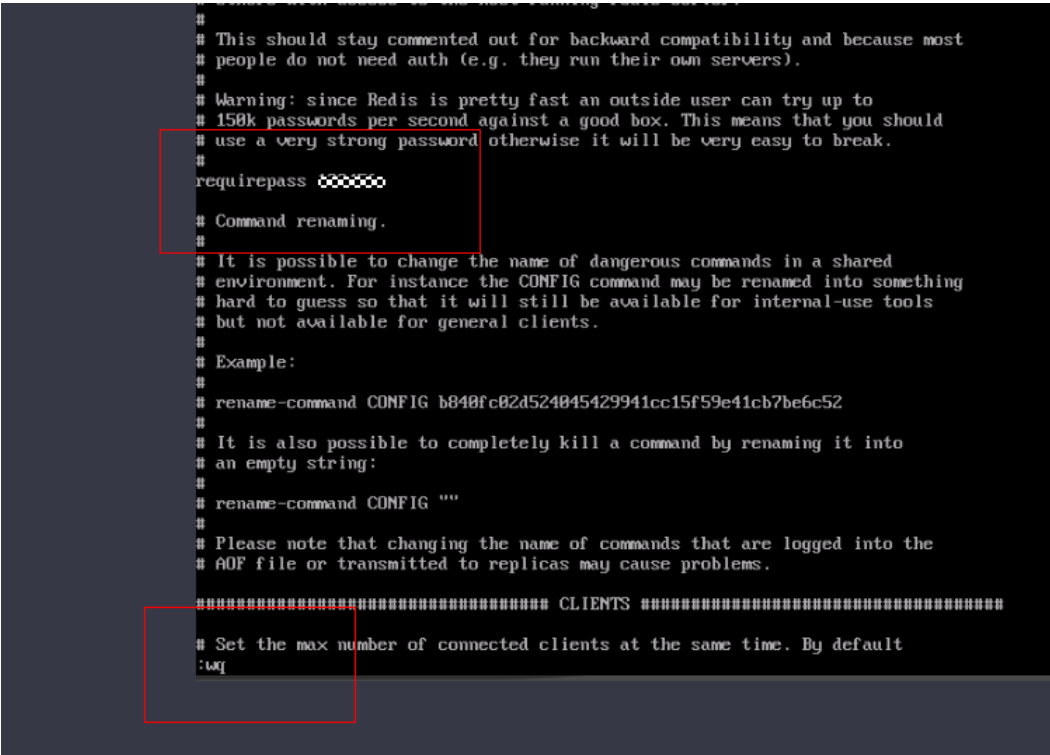 #
# This should stay commented out for backward compatibility and because most
# people do not need auth (e.g. they run their own servers).
#
# Warning: since Redis is pretty fast an outside user can try up to
# 150k passwords per second against a good box. This means that you should
# use a very strong password otherwise it will be very easy to break.
#
requirepass
# Command renaming.
#
# It is possible to change the name of dangerous commands in a shared
# environment. For instance the CONFIG command may be renamed into something
# hard to guess so that it will still be available for internal-use tools
# but not available for general clients.
#
# Example:
#
# rename-command CONFIG b840fc02d524045429941cc15f59e41cb7be6c52
#
# It is also possible to completely kill a command by renaming it into
# an empty string:
#
# rename-command CONFIG ""
#
# Please note that changing the name of commands that are logged into the
# AOF file or transmitted to replicas may cause problems.
################################### CLIENTS ####################################
# Set the max number of connected clients at the same time. By default
:wq